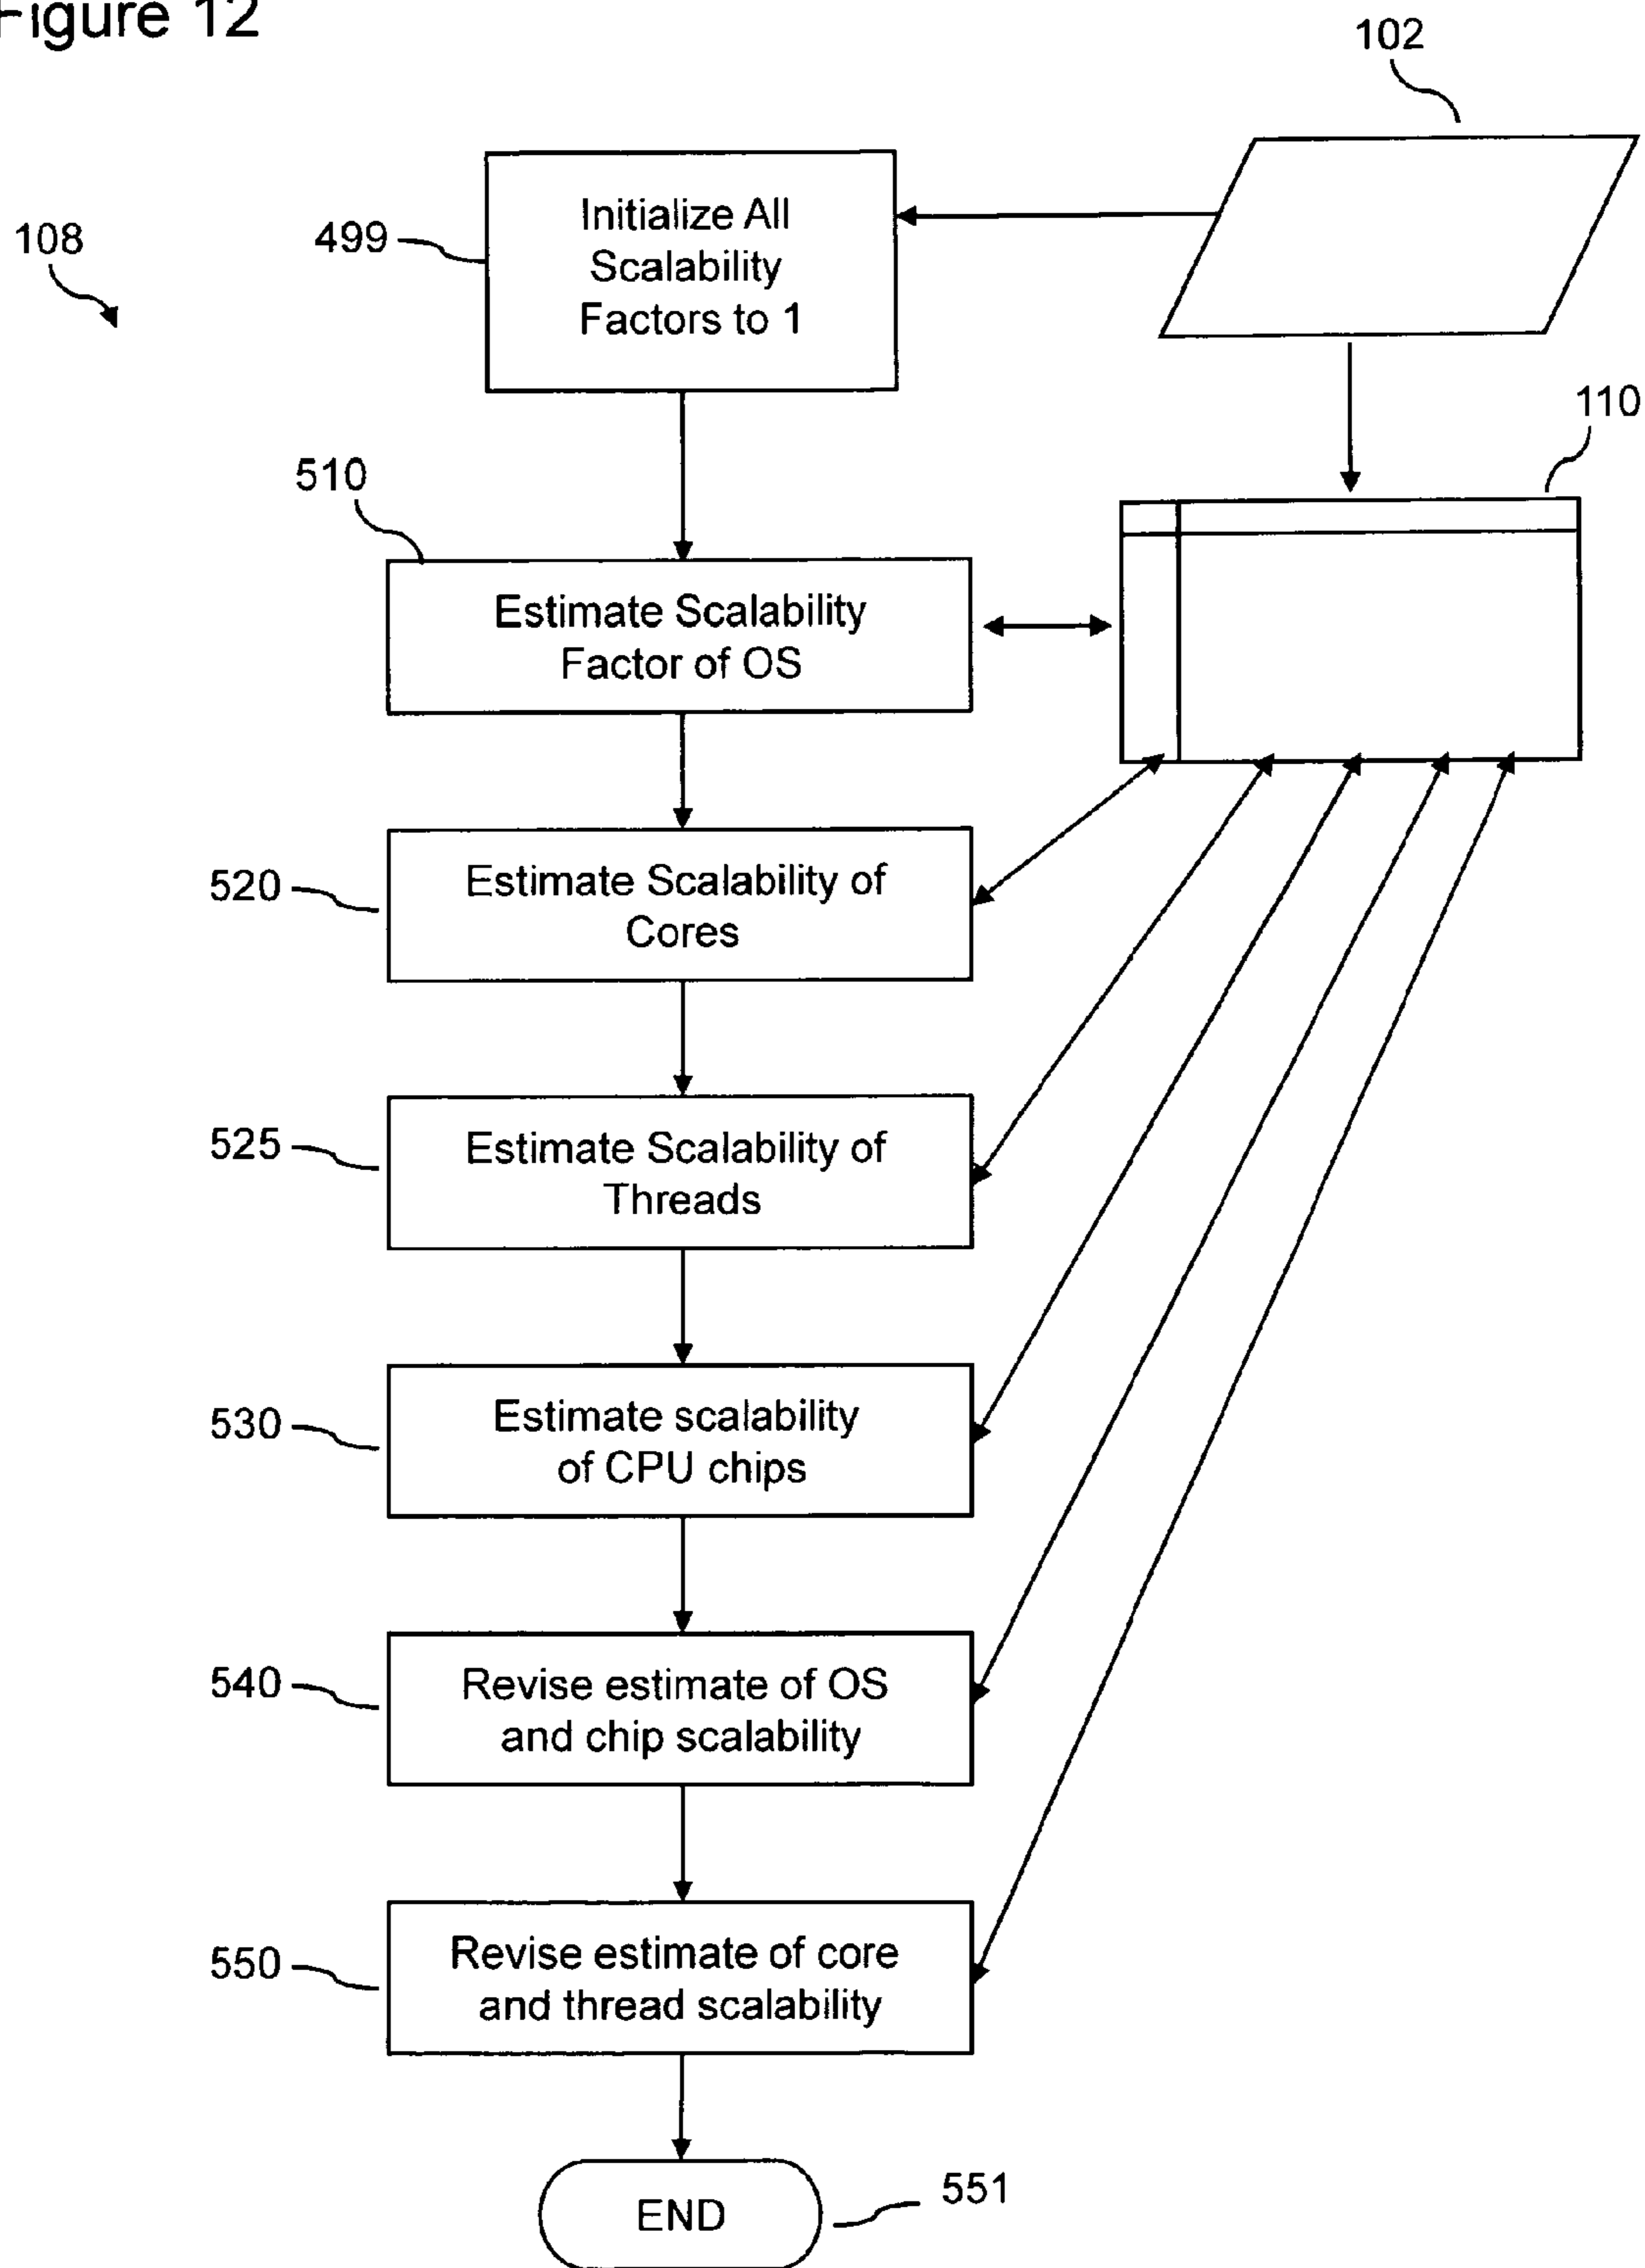 Figure 12
102
108
499
Initialize All
Scalability
Factors to 1
110
510
Estimate Scalability
Factor of OS
520
Estimate Scalability of
Cores
525
Estimate Scalability of
Threads
530
Estimate scalability
of CPU chips
540
Revise estimate of OS
and chip scalability
550
Revise estimate of core
and thread scalability
END
551